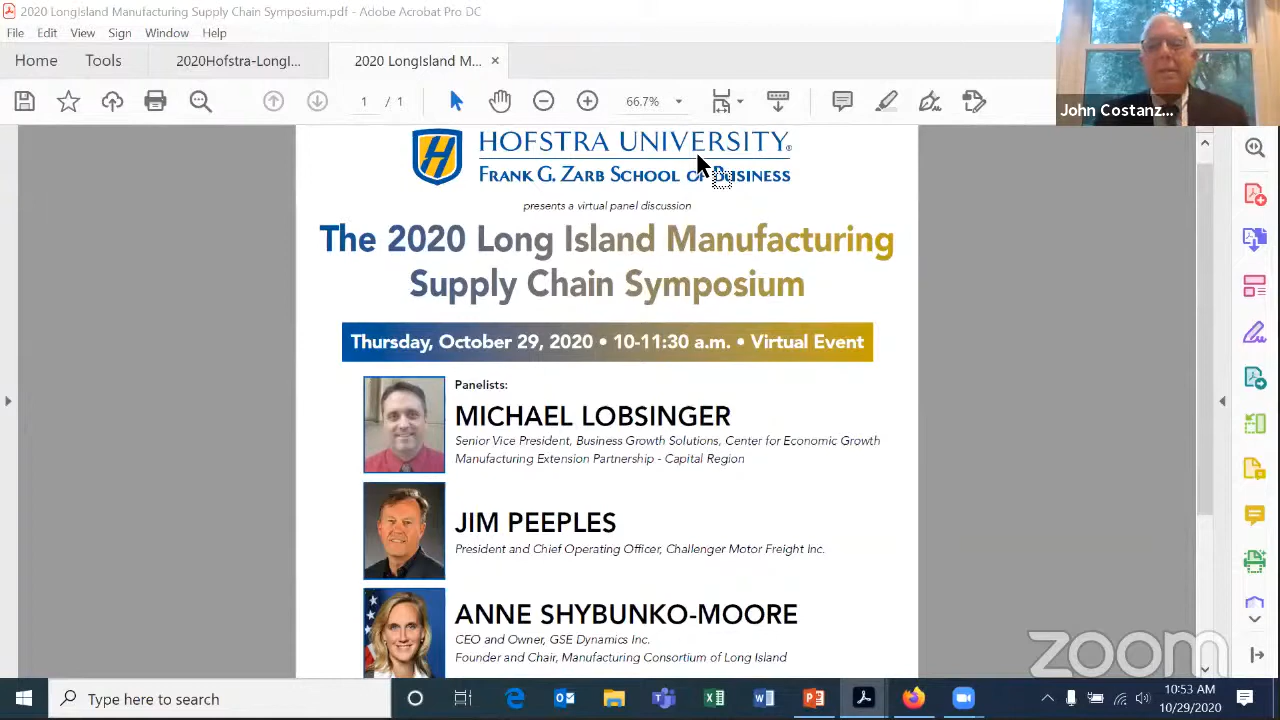 2020 LongIsland Manufacturing Supply Chain Symposium.pdf - Adobe Acrobat Pro DC
File Edit View Sign Window Help
Home Tools 2020Hofstra-LongI... 2020 LongIsland M...
1 / 1 66.7%
John Costanz...
HOFSTRA UNIVERSITY®
FRANK G. ZARB SCHOOL OF BUSINESS
presents a virtual panel discussion
The 2020 Long Island Manufacturing
Supply Chain Symposium
Thursday, October 29, 2020 • 10-11:30 a.m. • Virtual Event
Panelists:
MICHAEL LOBSINGER
Senior Vice President, Business Growth Solutions, Center for Economic Growth
Manufacturing Extension Partnership - Capital Region
JIM PEEPLES
President and Chief Operating Officer, Challenger Motor Freight Inc.
ANNE SHYBUNKO-MOORE
CEO and Owner, GSE Dynamics Inc.
Founder and Chair, Manufacturing Consortium of Long Island
zoom
Type here to search
10:53 AM
10/29/2020